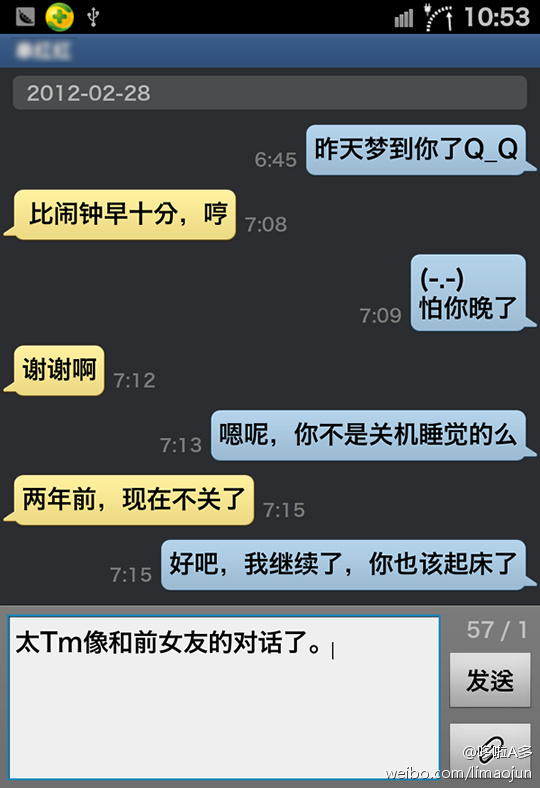 10:53
2012-02-28
昨天梦到你了Q_Q
6:45
比闹钟早十分，哼
7:08
(-.-)
怕你晚了
7:09
谢谢啊
7:12
嗯呢，你不是关机睡觉的么
7:13
两年前，现在不关了
7:15
好吧，我继续了，你也该起床了
7:15
太Tm像和前女友的对话了。
57 / 1
发送
@哆啦A多
weibo.com/limaojun